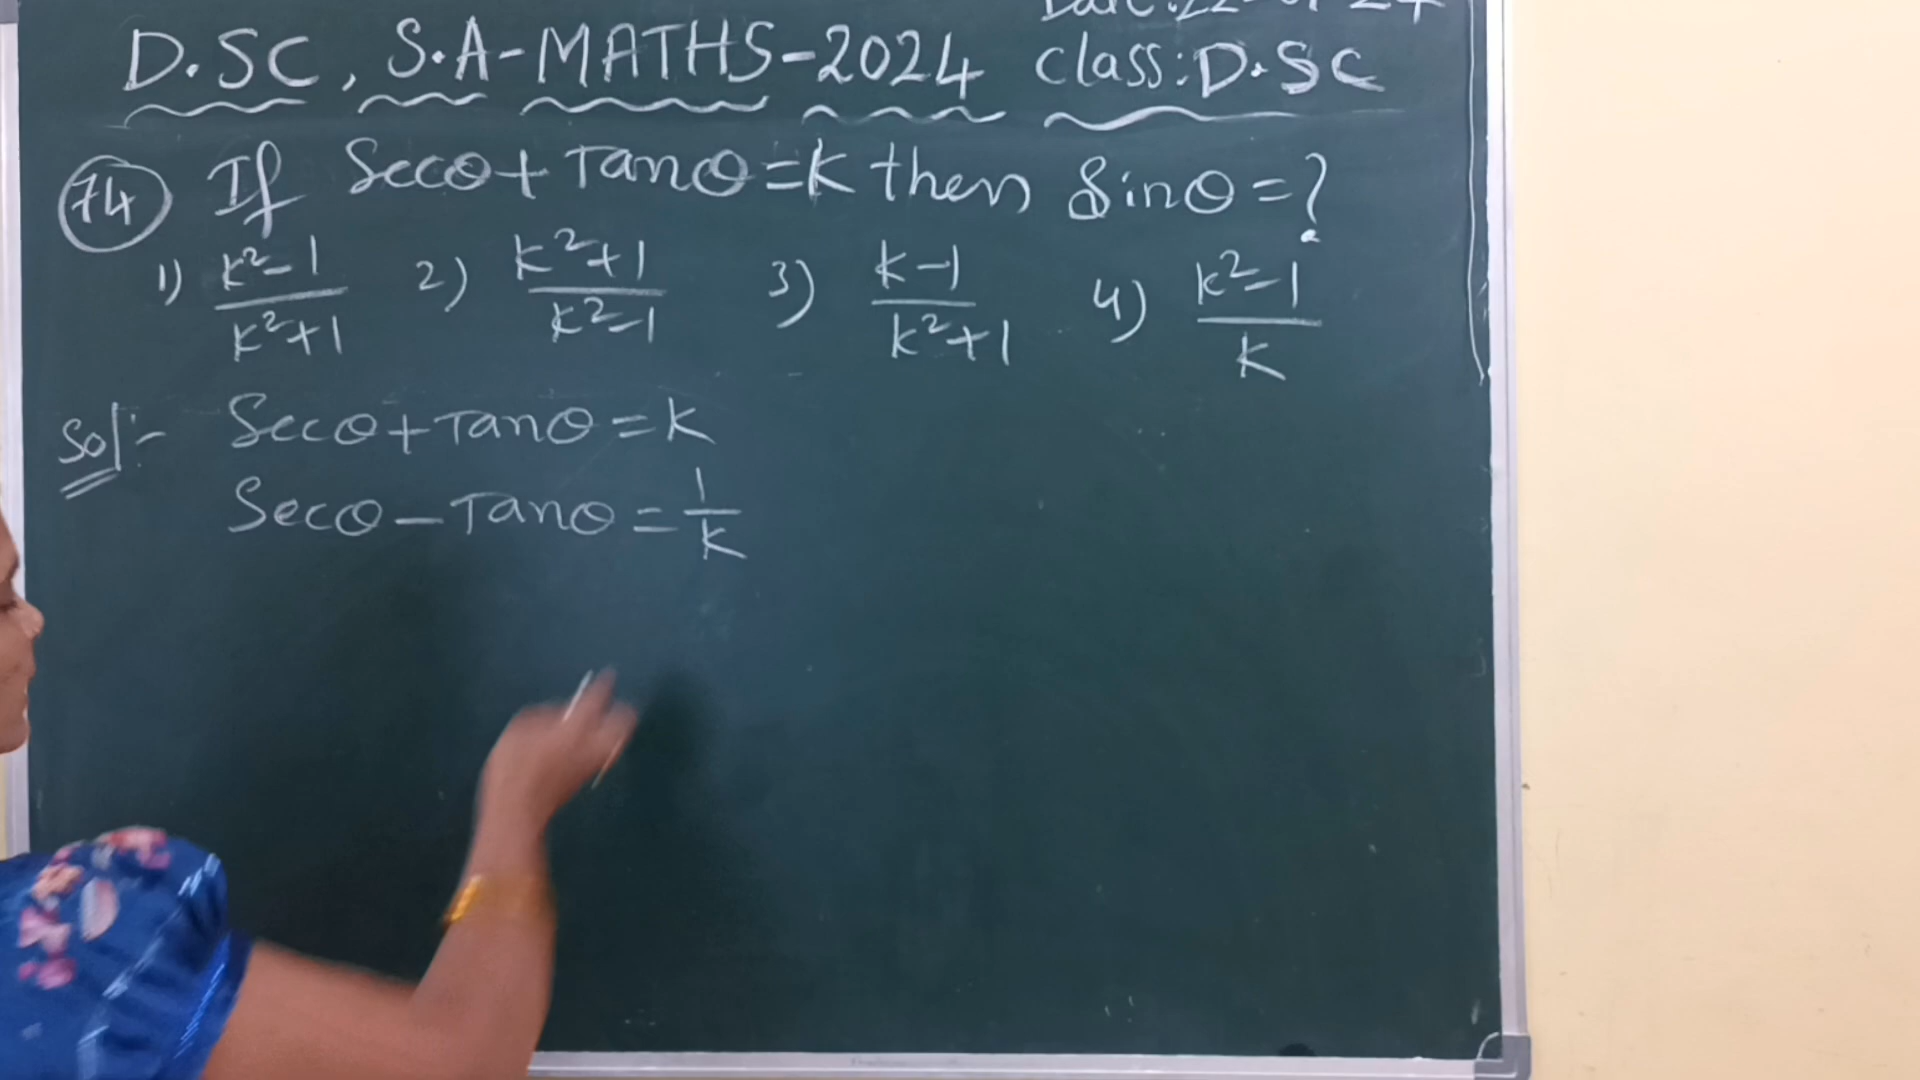 D.SC, S.A-MATHS-2024 class:D.SC
74 If Secθ+Tanθ=K then Sinθ=?
1) K²-1/K²+1 2) K²+1/K²-1 3) K-1/K²+1 4) K²-1/K
Sol:- Secθ+Tanθ=K
Secθ-Tanθ=1/K